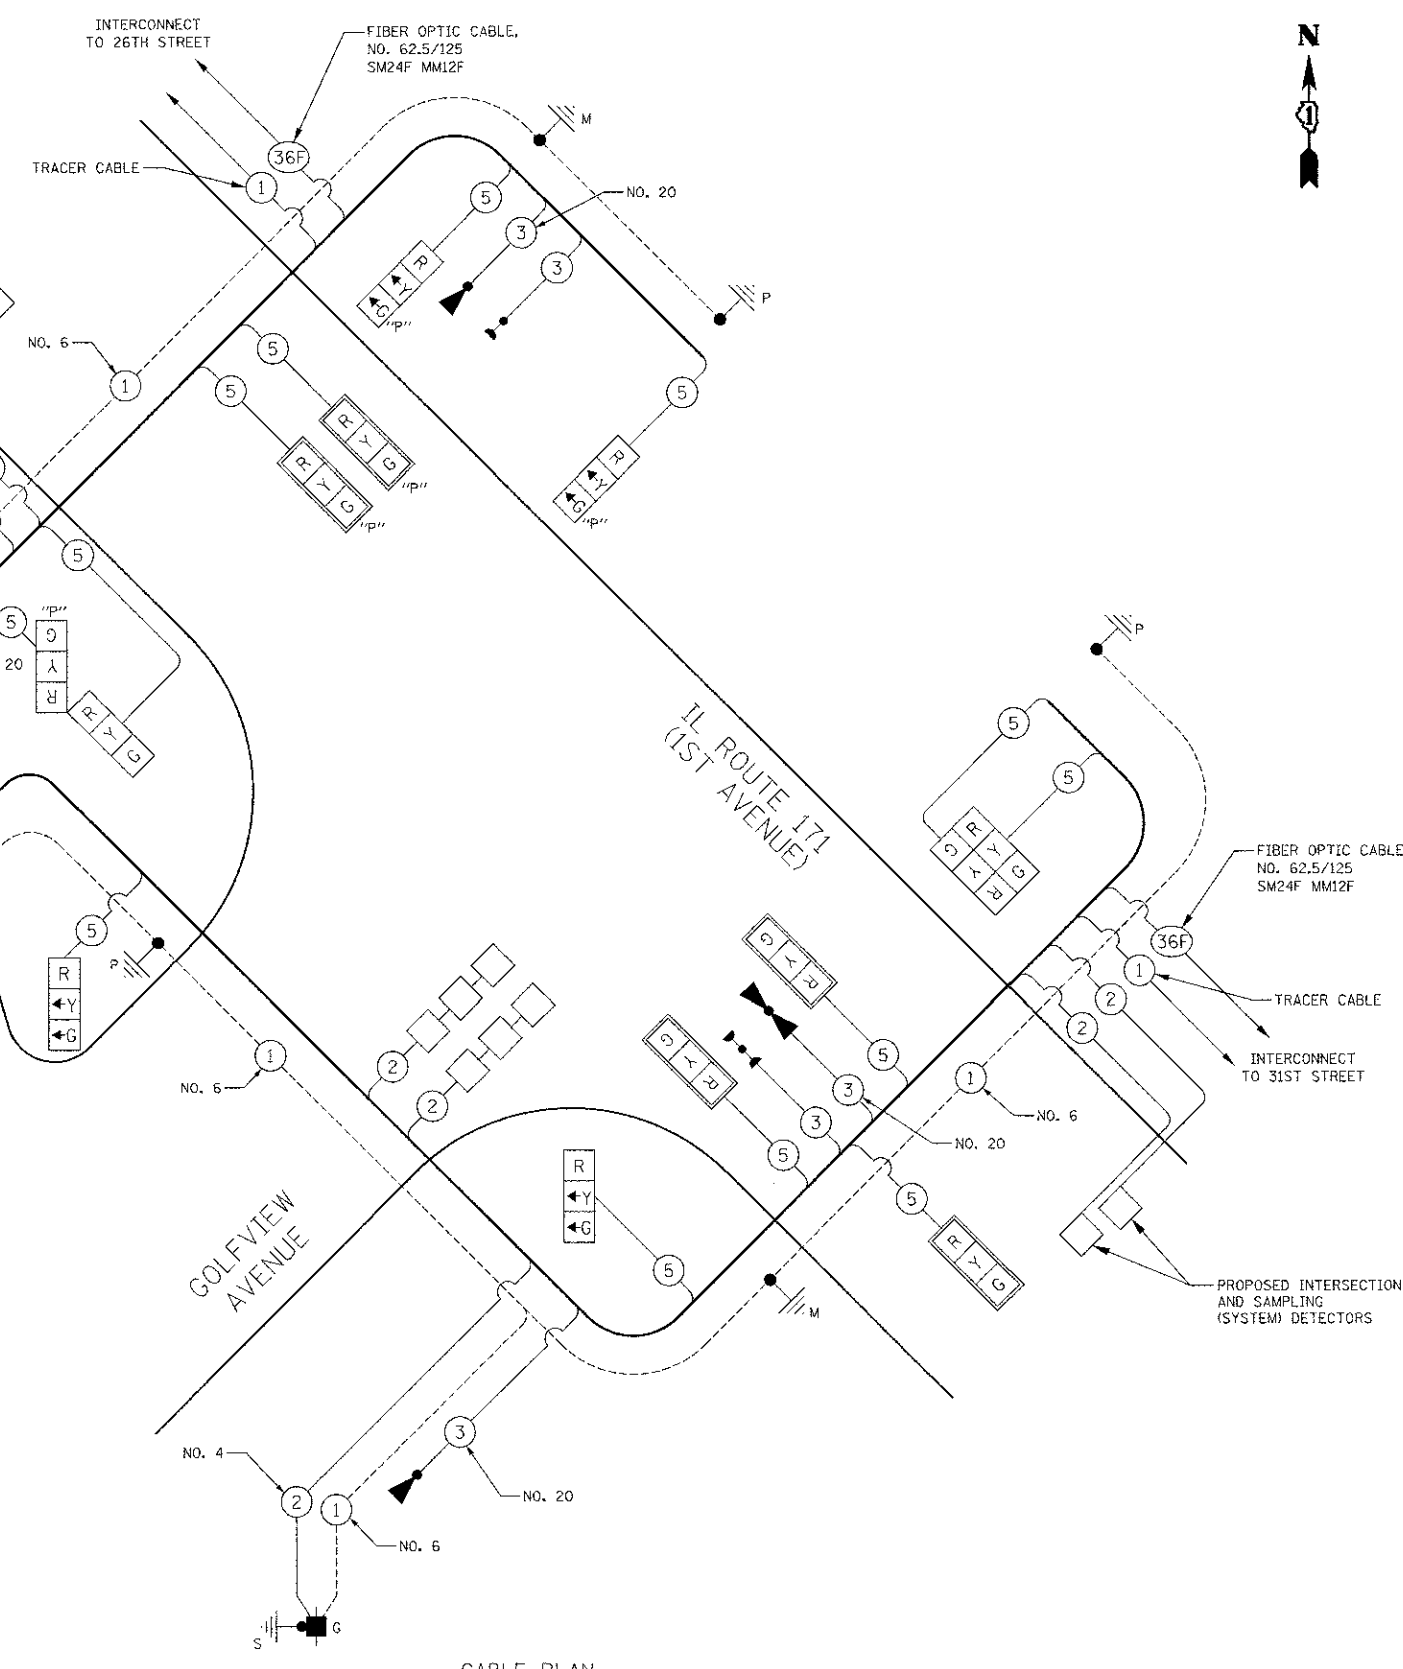 INTERCONNECT
TO 26TH STREET
FIBER OPTIC CABLE,
NO. 62.5/125
SM24F MM12F
N
1
36F
M
TRACER CABLE
1
5
NO. 20
3
3
R
Y
G
"P"
P
NO. 6
1
5
5
5
R
Y
G
"P"
R
Y
G
"P"
R
Y
G
"P"
5
5
"P"
G
Y
R
20
R
Y
G
P
IL ROUTE 171
(1ST AVENUE)
5
5
R
Y
G
G
Y
R
FIBER OPTIC CABLE
NO. 62.5/125
SM24F MM12F
36F
1
TRACER CABLE
2
2
INTERCONNECT
TO 31ST STREET
5
R
Y
G
P
G
Y
R
G
Y
R
5
3
3
5
1
NO. 6
NO. 20
NO. 6
1
2
2
R
Y
G
5
5
R
Y
G
M
PROPOSED INTERSECTION
AND SAMPLING
(SYSTEM) DETECTORS
GOLFVIEW
AVENUE
NO. 4
2
1
3
NO. 20
NO. 6
S
G
CABLE PLAN